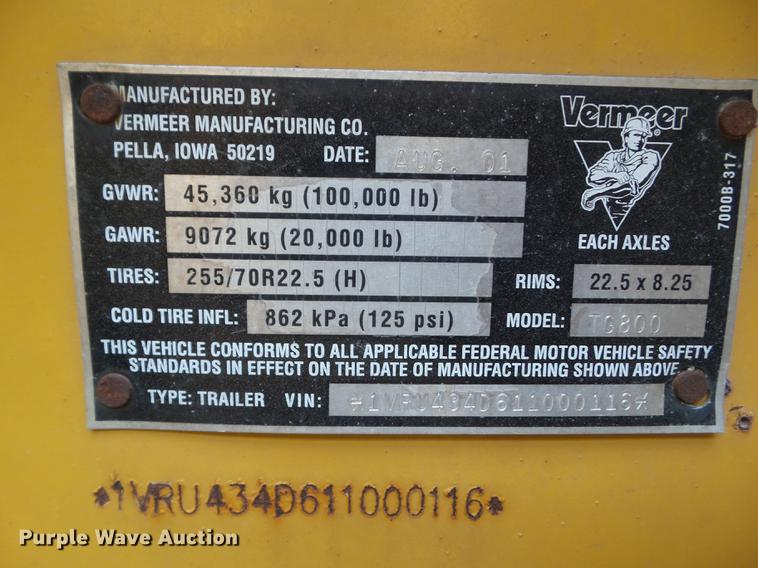 MANUFACTURED BY:
VERMEER MANUFACTURING CO.
PELLA, IOWA 50219 DATE: AUG. 01
Vermeer ®
GVWR: 45,360 kg (100,000 lb)
GAWR: 9072 kg (20,000 lb) EACH AXLES
7000B-317
TIRES: 255/70R22.5 (H) RIMS: 22.5 x 8.25
COLD TIRE INFL: 862 kPa (125 psi) MODEL: TG800
THIS VEHICLE CONFORMS TO ALL APPLICABLE FEDERAL MOTOR VEHICLE SAFETY
STANDARDS IN EFFECT ON THE DATE OF MANUFACTURING SHOWN ABOVE
TYPE: TRAILER VIN: *1VRU434D611000116*
*1VRU434D611000116*
Purple Wave Auction